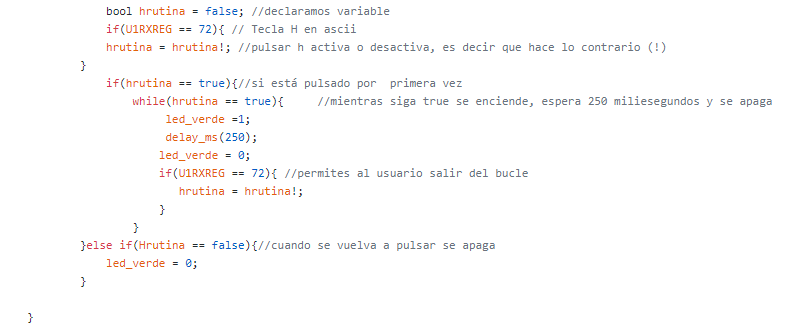 bool hrutina = false; //declaramos variable
if(U1RXREG == 72){ // Tecla H en ascii
hrutina = hrutina!; //pulsar h activa o desactiva, es decir que hace lo contrario (!)
}
if(hrutina == true){//si está pulsado por  primera vez
while(hrutina == true){     //mientras siga true se enciende, espera 250 miliesegundos y se apaga
led_verde =1;
delay_ms(250);
led_verde = 0;
if(U1RXREG == 72){ //permites al usuario salir del bucle
hrutina = hrutina!;
}
}
}else if(Hrutina == false){//cuando se vuelva a pulsar se apaga
led_verde = 0;
}
}